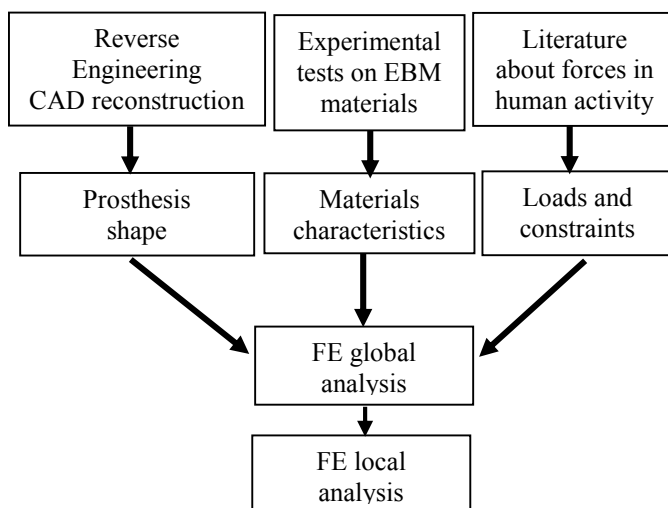 Reverse
Engineering
CAD reconstruction
Experimental
tests on EBM
materials
Literature
about forces in
human activity
Prosthesis
shape
Materials
characteristics
Loads and
constraints
FE global
analysis
FE local
analysis